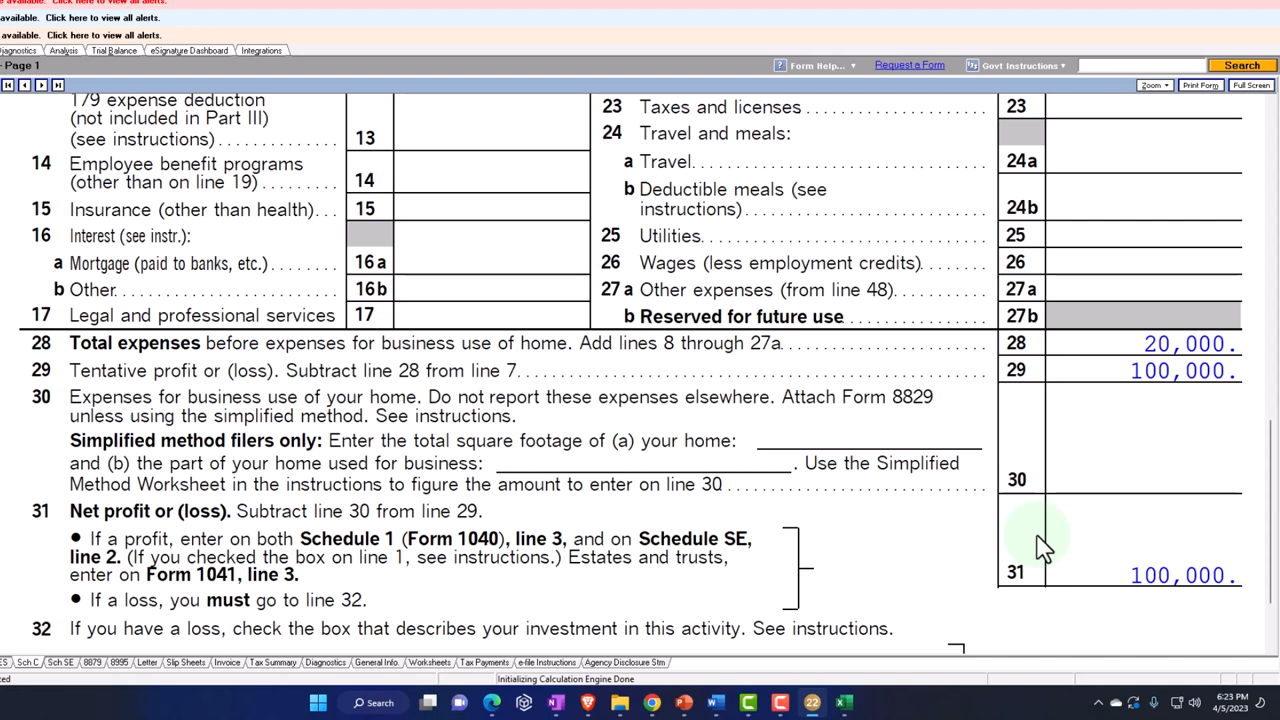 available. Click here to view all alerts.
available. Click here to view all alerts.
available. Click here to view all alerts.
Diagnostics Analysis Trial Balance eSignature Dashboard Integrations
- Page 1 ? Form Help... Request a Form Govt Instructions Search
Zoom Print Form Full Screen
179 expense deduction
(not included in Part III)
(see instructions) 13
14 Employee benefit programs
(other than on line 19) 14
15 Insurance (other than health) 15
16 Interest (see instr.):
a Mortgage (paid to banks, etc.) 16a
b Other 16b
17 Legal and professional services 17
23 Taxes and licenses 23
24 Travel and meals:
a Travel 24a
b Deductible meals (see
instructions) 24b
25 Utilities 25
26 Wages (less employment credits) 26
27a Other expenses (from line 48) 27a
b Reserved for future use 27b
28 Total expenses before expenses for business use of home. Add lines 8 through 27a 28 20,000.
29 Tentative profit or (loss). Subtract line 28 from line 7 29 100,000.
30 Expenses for business use of your home. Do not report these expenses elsewhere. Attach Form 8829
unless using the simplified method. See instructions.
Simplified method filers only: Enter the total square footage of (a) your home:
and (b) the part of your home used for business: . Use the Simplified
Method Worksheet in the instructions to figure the amount to enter on line 30 30
31 Net profit or (loss). Subtract line 30 from line 29.
• If a profit, enter on both Schedule 1 (Form 1040), line 3, and on Schedule SE,
line 2. (If you checked the box on line 1, see instructions.) Estates and trusts,
enter on Form 1041, line 3. 31 100,000.
• If a loss, you must go to line 32.
32 If you have a loss, check the box that describes your investment in this activity. See instructions.
ES Sch C Sch SE 8879 8995 Letter Slip Sheets Invoice Tax Summary Diagnostics General Info. Worksheets Tax Payments e-file Instructions Agency Disclosure Stm
Initializing Calculation Engine Done
Search 22 6:23 PM
4/5/2023